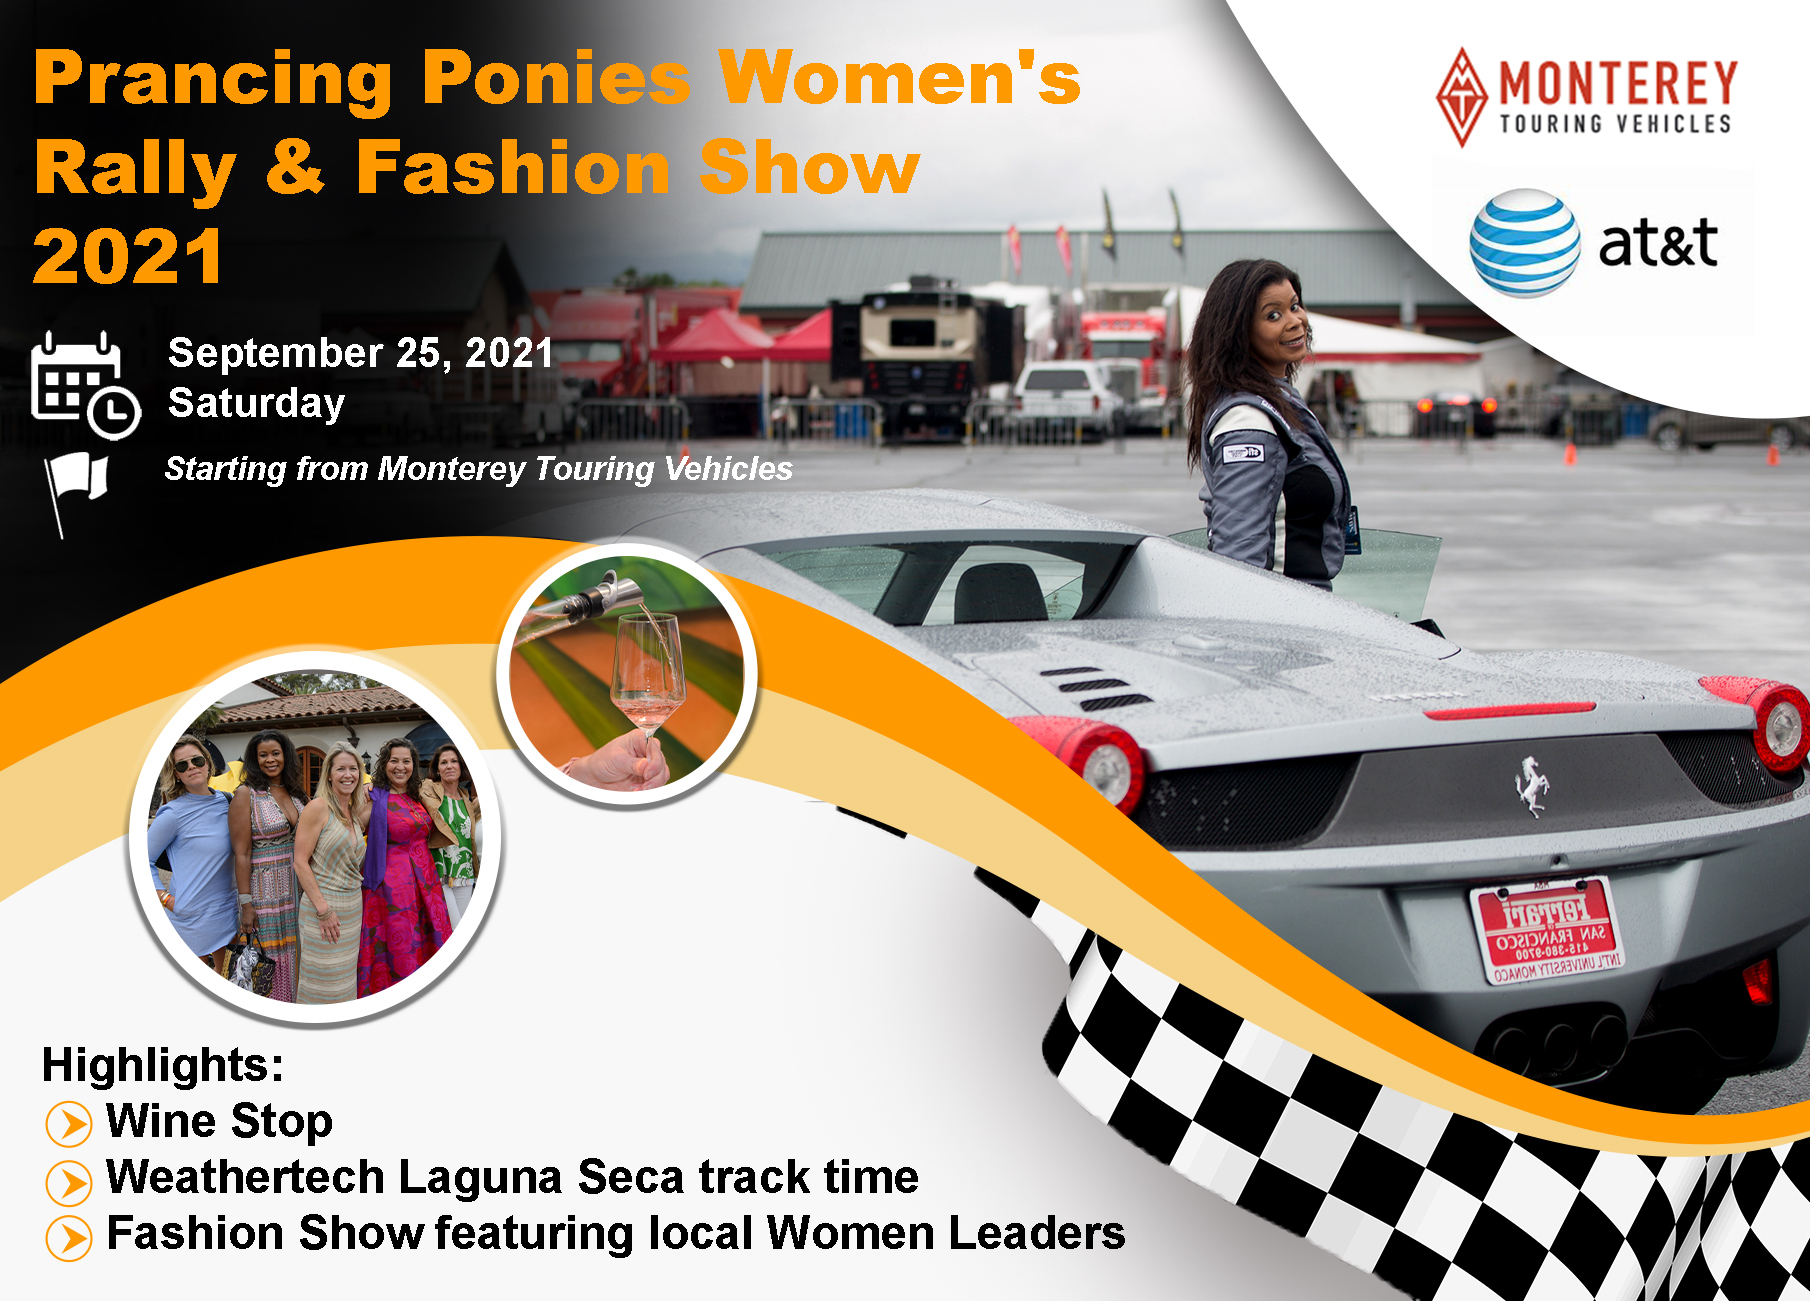 Prancing Ponies Women's
Rally & Fashion Show
2021
MONTEREY
TOURING VEHICLES
at&t
September 25, 2021
Saturday
Starting from Monterey Touring Vehicles
Ferrari
OF
SAN FRANCISCO
415-380-9700
INT'L UNIVERSITY MONACO
Highlights:
Wine Stop
Weathertech Laguna Seca track time
Fashion Show featuring local Women Leaders